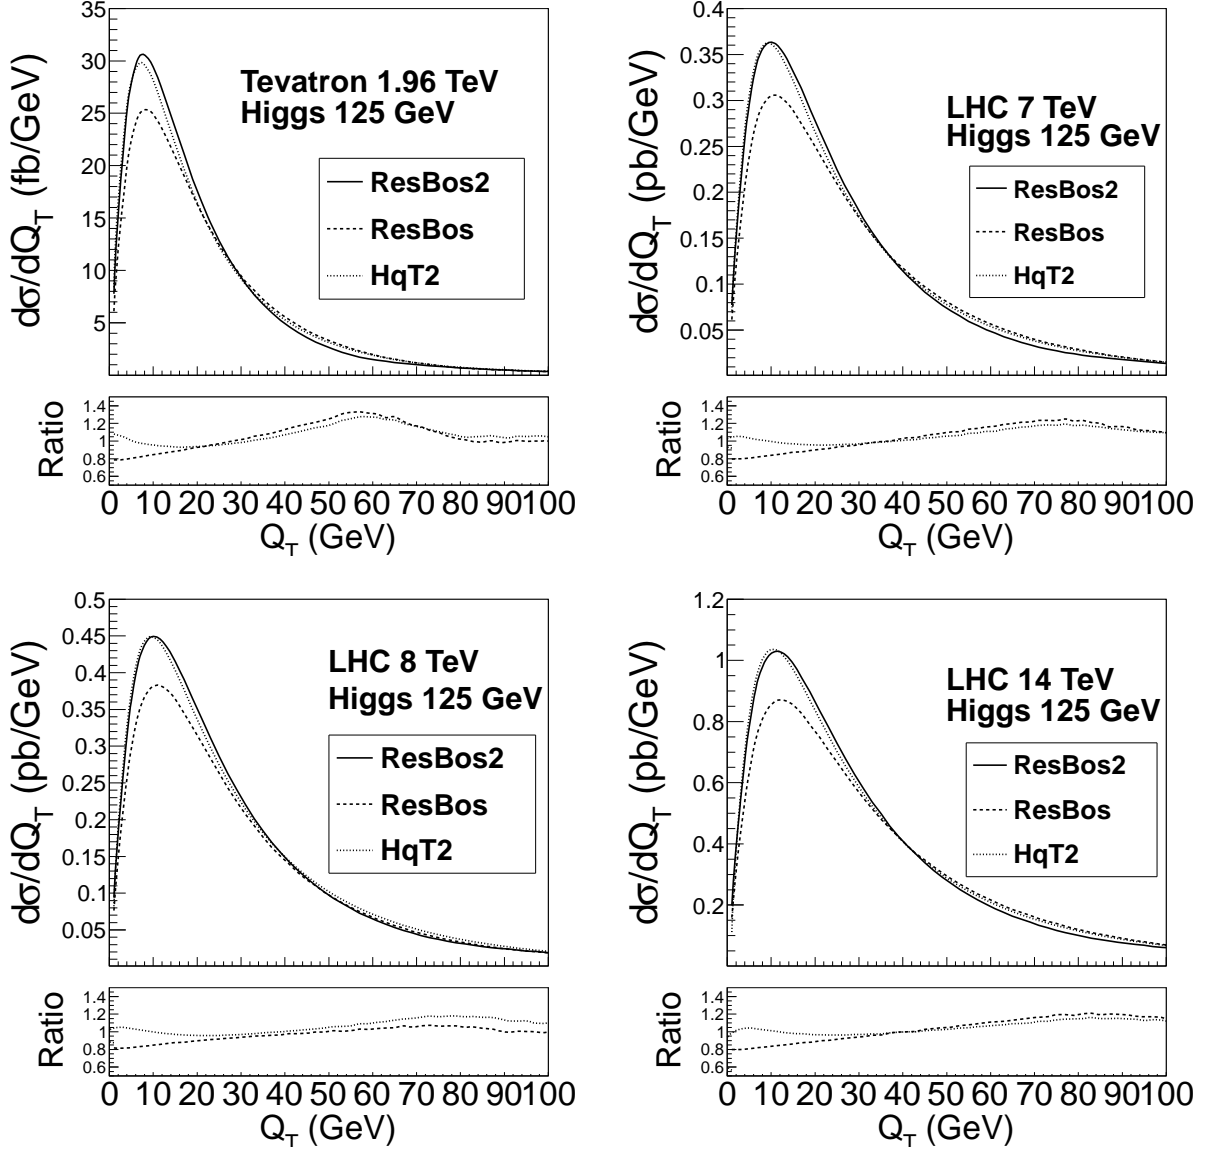 dσ/dQ_T (fb/GeV)
35
30
25
20
15
10
5
Tevatron 1.96 TeV
Higgs 125 GeV
ResBos2
ResBos
HqT2
Ratio
1.4
1.2
1
0.8
0.6
0 10 20 30 40 50 60 70 80 90 100
Q_T (GeV)
dσ/dQ_T (pb/GeV)
0.4
0.35
0.3
0.25
0.2
0.15
0.1
0.05
LHC 7 TeV
Higgs 125 GeV
ResBos2
ResBos
HqT2
Ratio
1.4
1.2
1
0.8
0.6
0 10 20 30 40 50 60 70 80 90 100
Q_T (GeV)
dσ/dQ_T (pb/GeV)
0.5
0.45
0.4
0.35
0.3
0.25
0.2
0.15
0.1
0.05
LHC 8 TeV
Higgs 125 GeV
ResBos2
ResBos
HqT2
Ratio
1.4
1.2
1
0.8
0.6
0 10 20 30 40 50 60 70 80 90 100
Q_T (GeV)
dσ/dQ_T (pb/GeV)
1.2
1
0.8
0.6
0.4
0.2
LHC 14 TeV
Higgs 125 GeV
ResBos2
ResBos
HqT2
Ratio
1.4
1.2
1
0.8
0.6
0 10 20 30 40 50 60 70 80 90 100
Q_T (GeV)